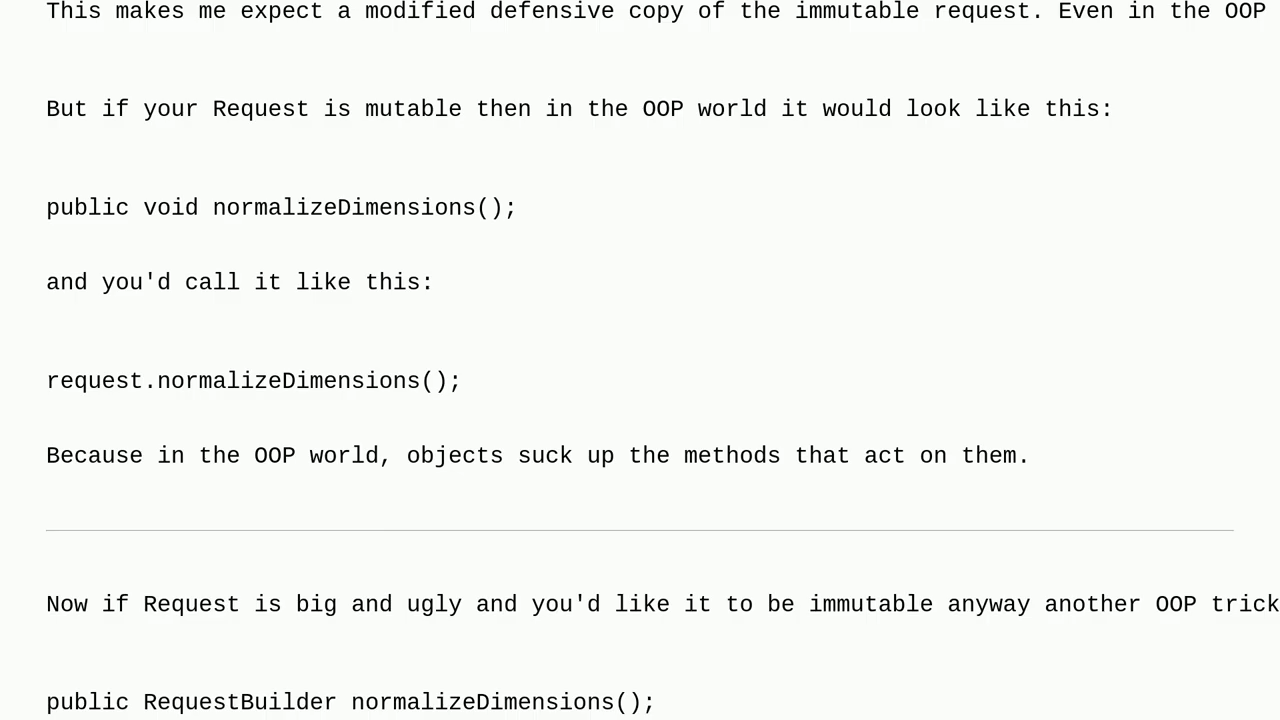 This makes me expect a modified defensive copy of the immutable request. Even in the OOP
But if your Request is mutable then in the OOP world it would look like this:
public void normalizeDimensions();
and you'd call it like this:
request.normalizeDimensions();
Because in the OOP world, objects suck up the methods that act on them.
Now if Request is big and ugly and you'd like it to be immutable anyway another OOP trick
public RequestBuilder normalizeDimensions();